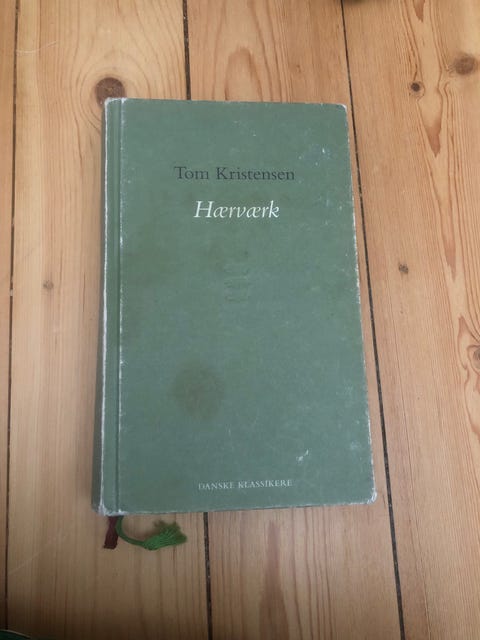 Tom Kristensen
Hærværk
DANSKE KLASSIKERE